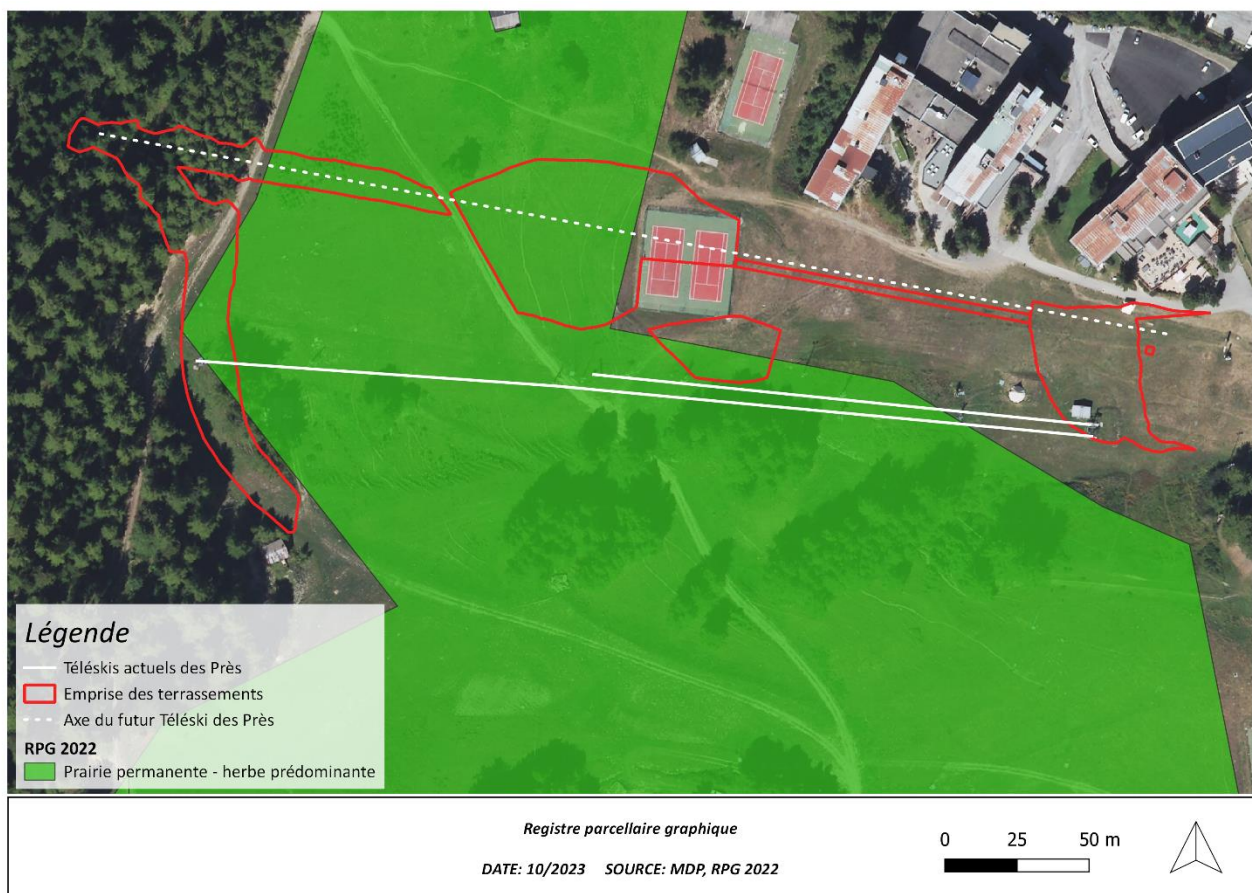 Légende
Téléskis actuels des Près
Emprise des terrassements
Axe du futur Téléski des Près
RPG 2022
Prairie permanente - herbe prédominante
Registre parcellaire graphique
DATE: 10/2023 SOURCE: MDP, RPG 2022
0 25 50 m